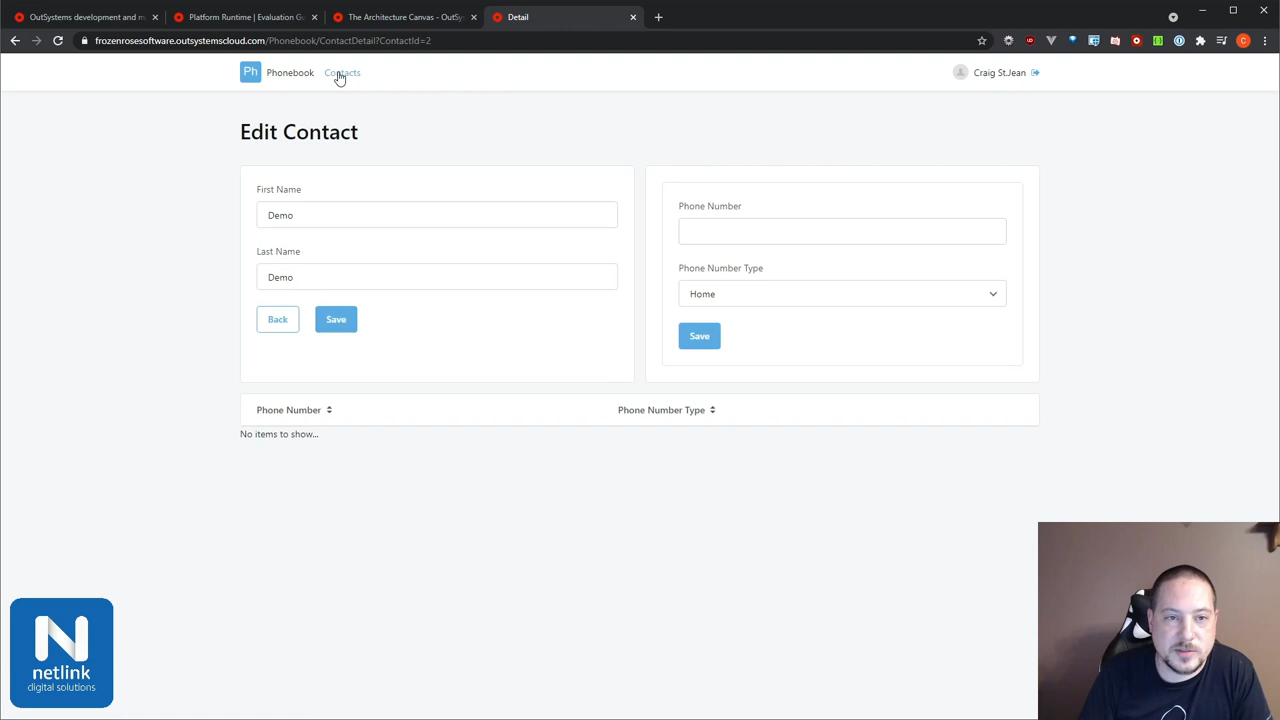 OutSystems development and m
Platform Runtime | Evaluation Gu
The Architecture Canvas - OutSy
Detail
frozenrosesoftware.outsystemscloud.com/Phonebook/ContactDetail?ContactId=2
Ph Phonebook Contacts
Craig St.Jean
Edit Contact
First Name
Demo
Last Name
Demo
Back Save
Phone Number
Phone Number Type
Home
Save
Phone Number Phone Number Type
No items to show...
N
netlink
digital solutions